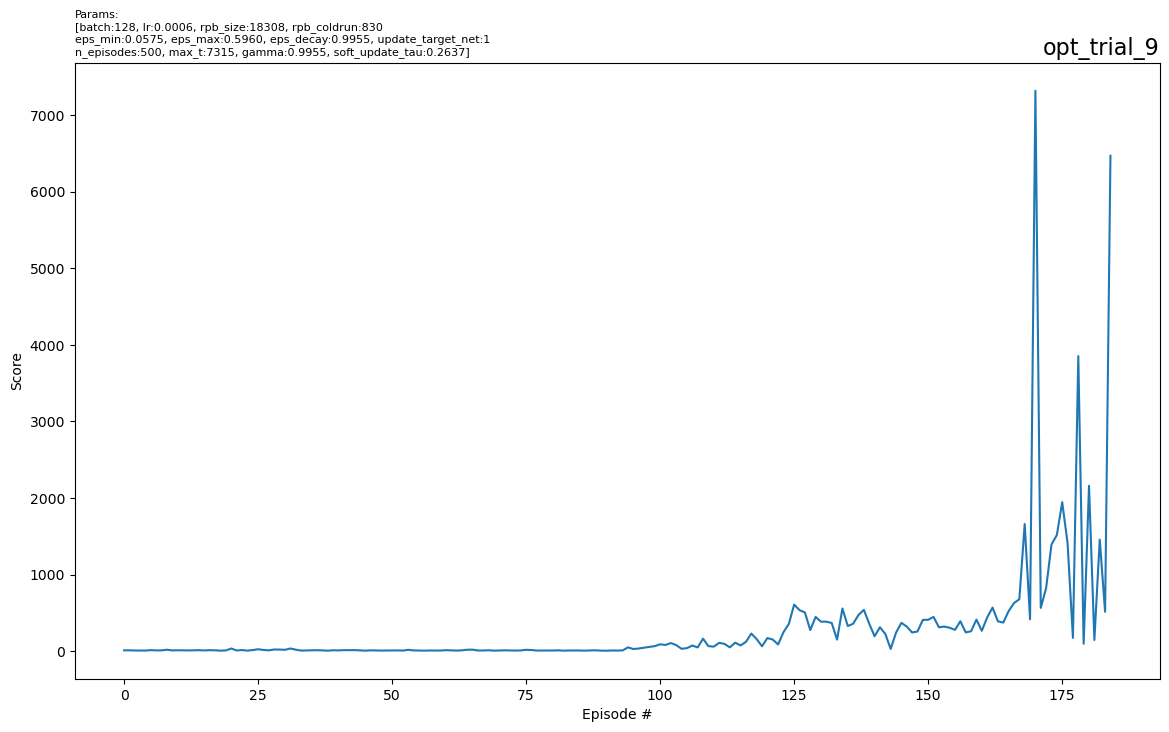 Params:
[batch:128, lr:0.0006, rpb_size:18308, rpb_coldrun:830
eps_min:0.0575, eps_max:0.5960, eps_decay:0.9955, update_target_net:1
n_episodes:500, max_t:7315, gamma:0.9955, soft_update_tau:0.2637]
opt_trial_9
7000
6000
5000
4000
3000
2000
1000
0
Score
0 25 50 75 100 125 150 175
Episode #